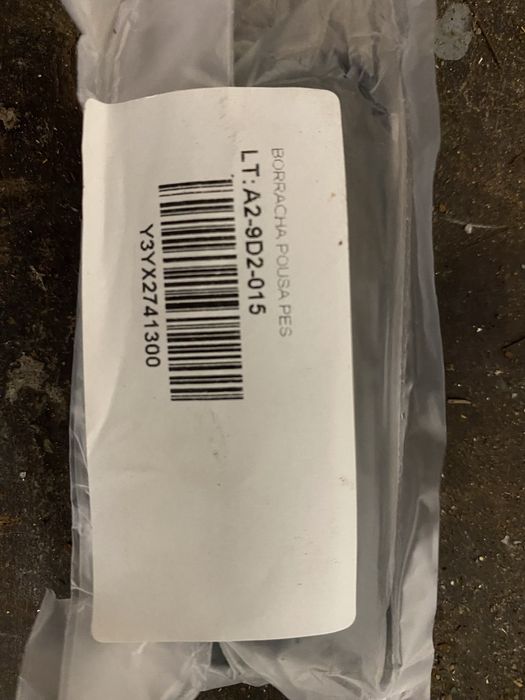 BORRACHA POUSA PES
LT:A2-9D2-015
Y3YX2741300